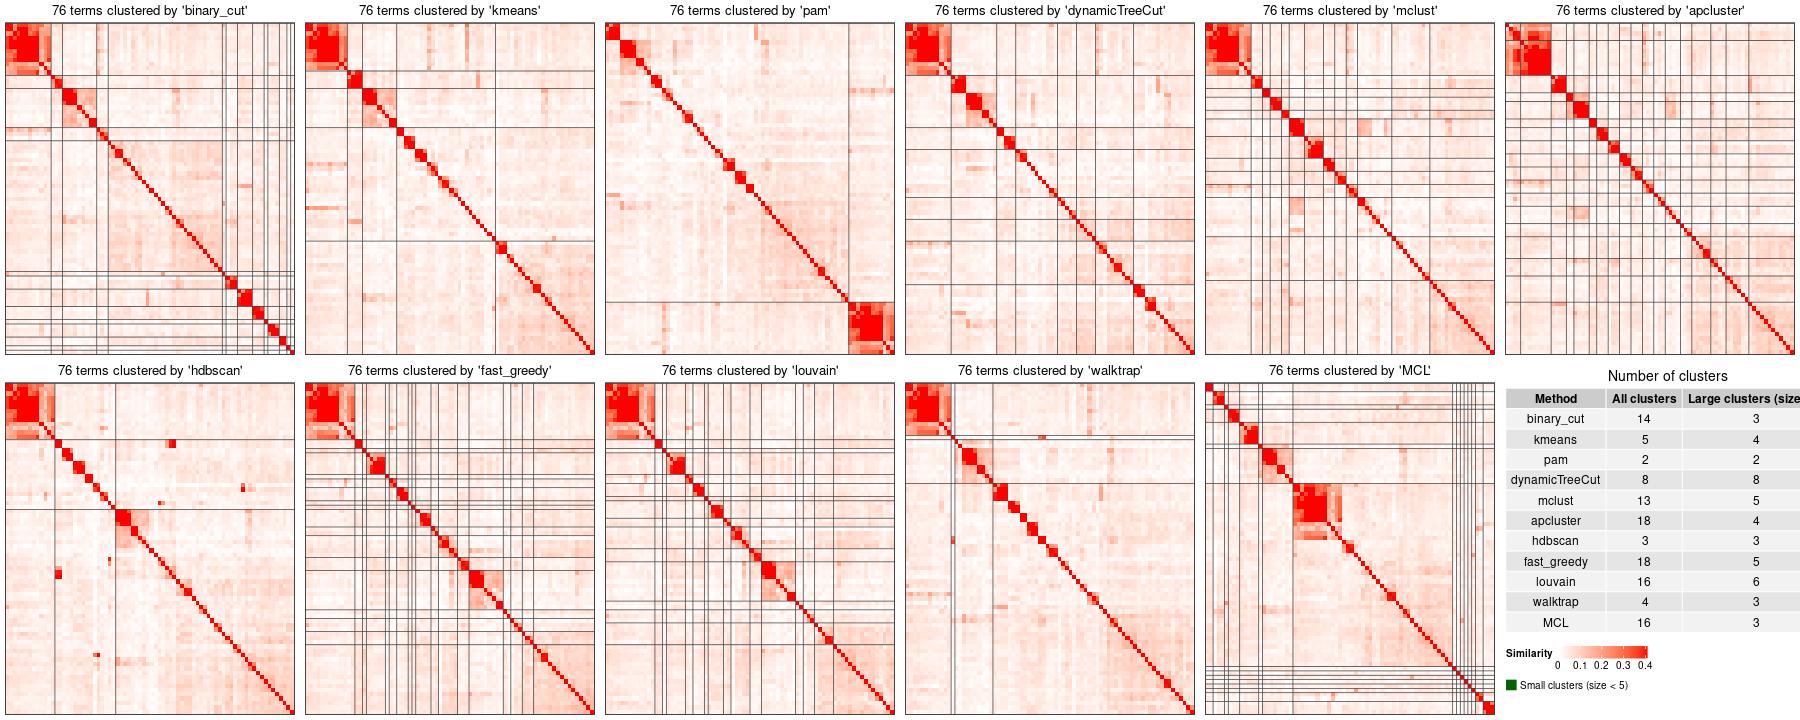 76 terms clustered by 'binary_cut'
76 terms clustered by 'kmeans'
76 terms clustered by 'pam'
76 terms clustered by 'dynamicTreeCut'
76 terms clustered by 'mclust'
76 terms clustered by 'apcluster'
76 terms clustered by 'hdbscan'
76 terms clustered by 'fast_greedy'
76 terms clustered by 'louvain'
76 terms clustered by 'walktrap'
76 terms clustered by 'MCL'
Number of clusters
Method All clusters Large clusters (size
binary_cut 14 3
kmeans 5 4
pam 2 2
dynamicTreeCut 8 8
mclust 13 5
apcluster 18 4
hdbscan 3 3
fast_greedy 18 5
louvain 16 6
walktrap 4 3
MCL 16 3
Similarity
0 0.1 0.2 0.3 0.4
Small clusters (size < 5)